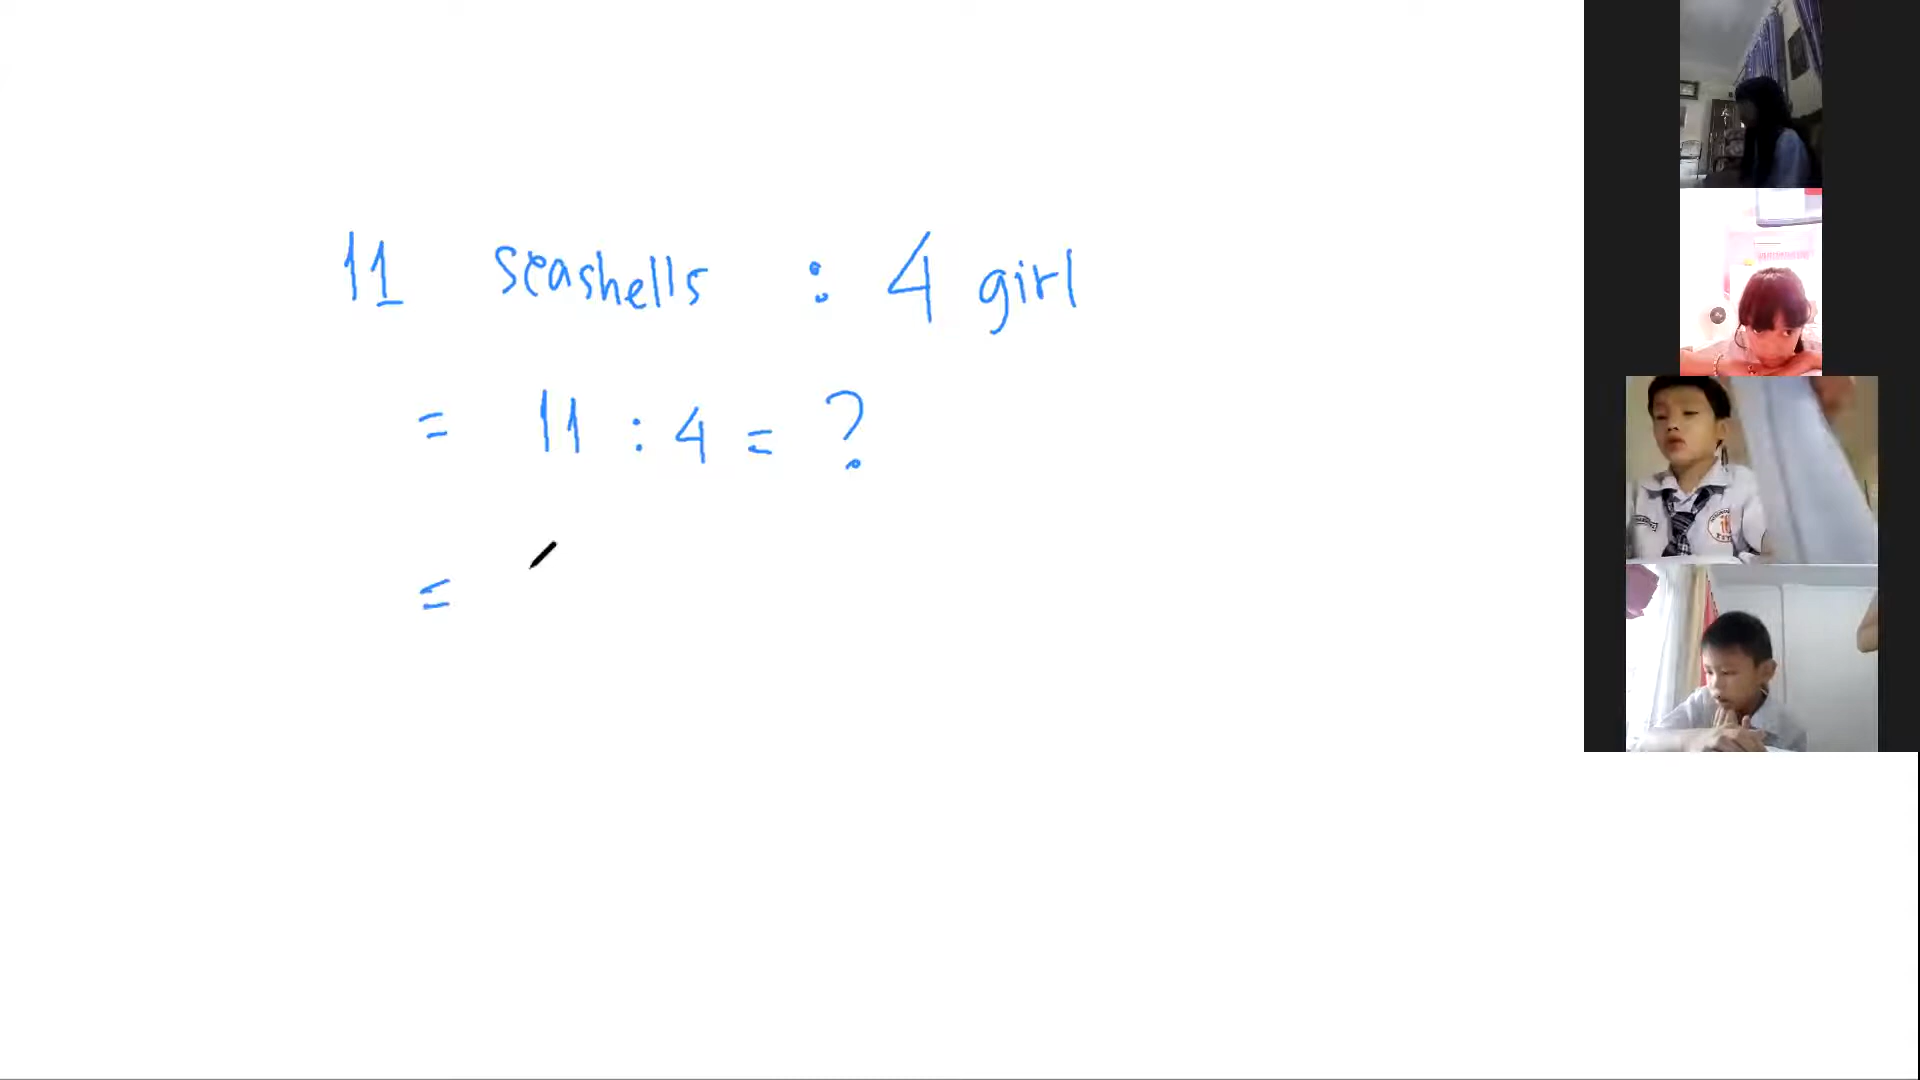 11 seashells : 4 girl
= 11 : 4 = ?
=